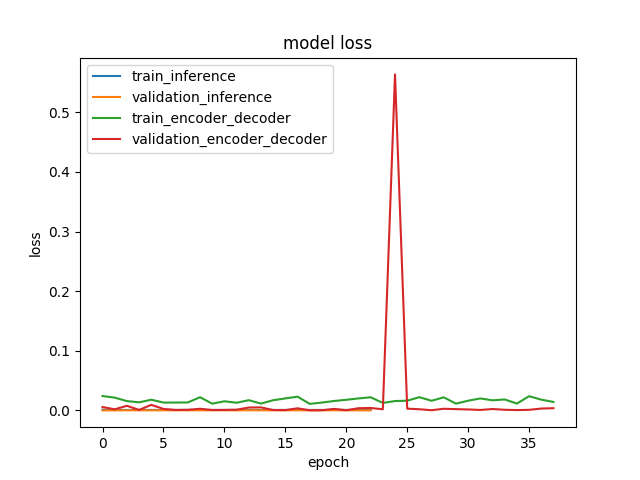 model loss
train_inference
validation_inference
train_encoder_decoder
validation_encoder_decoder
loss
0.5
0.4
0.3
0.2
0.1
0.0
0 5 10 15 20 25 30 35
epoch